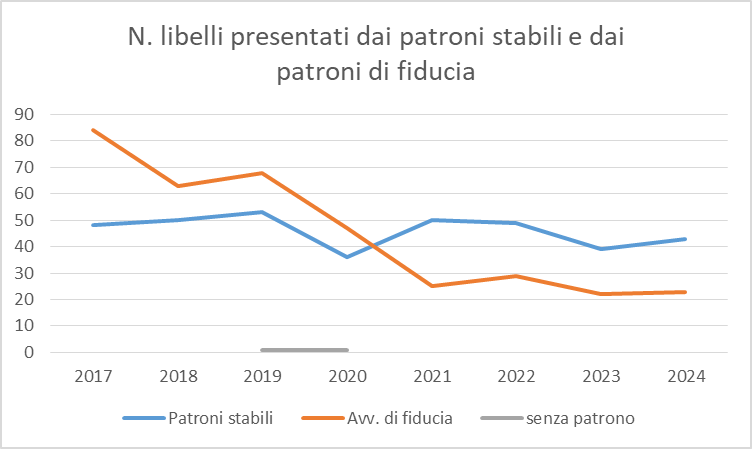 N. libelli presentati dai patroni stabili e dai
patroni di fiducia
90
80
70
60
50
40
30
20
10
0
2017 2018 2019 2020 2021 2022 2023 2024
Patroni stabili Avv. di fiducia senza patrono